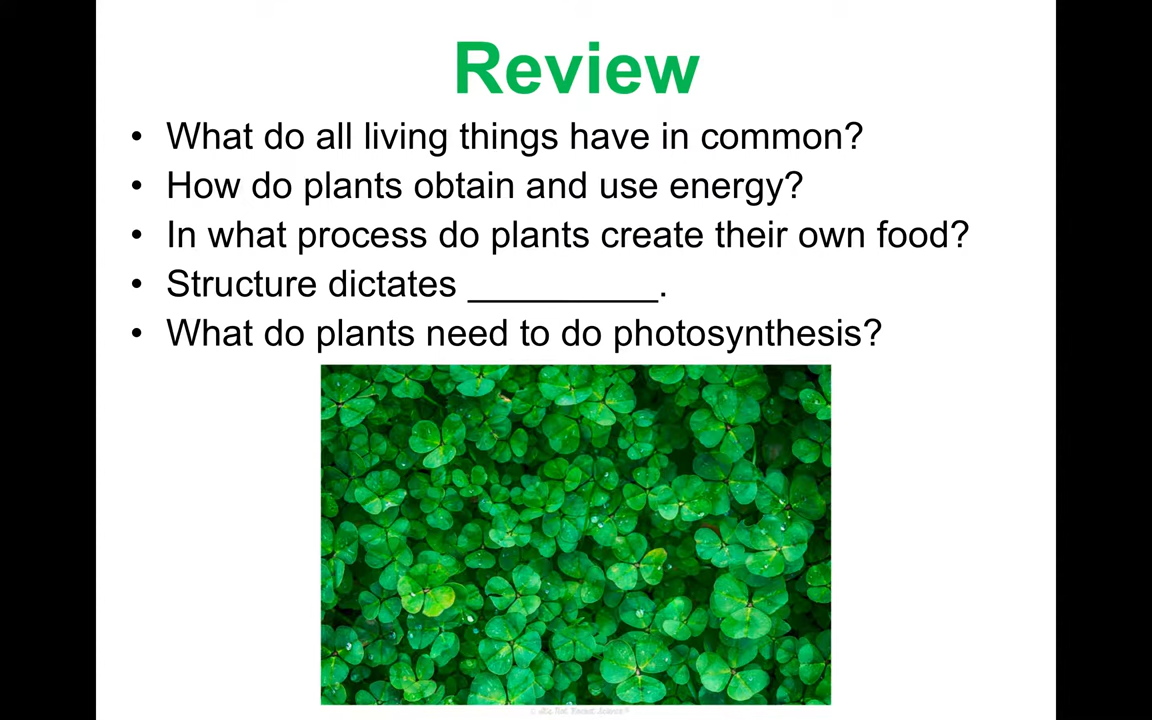 Review
• What do all living things have in common?
• How do plants obtain and use energy?
• In what process do plants create their own food?
• Structure dictates _________.
• What do plants need to do photosynthesis?